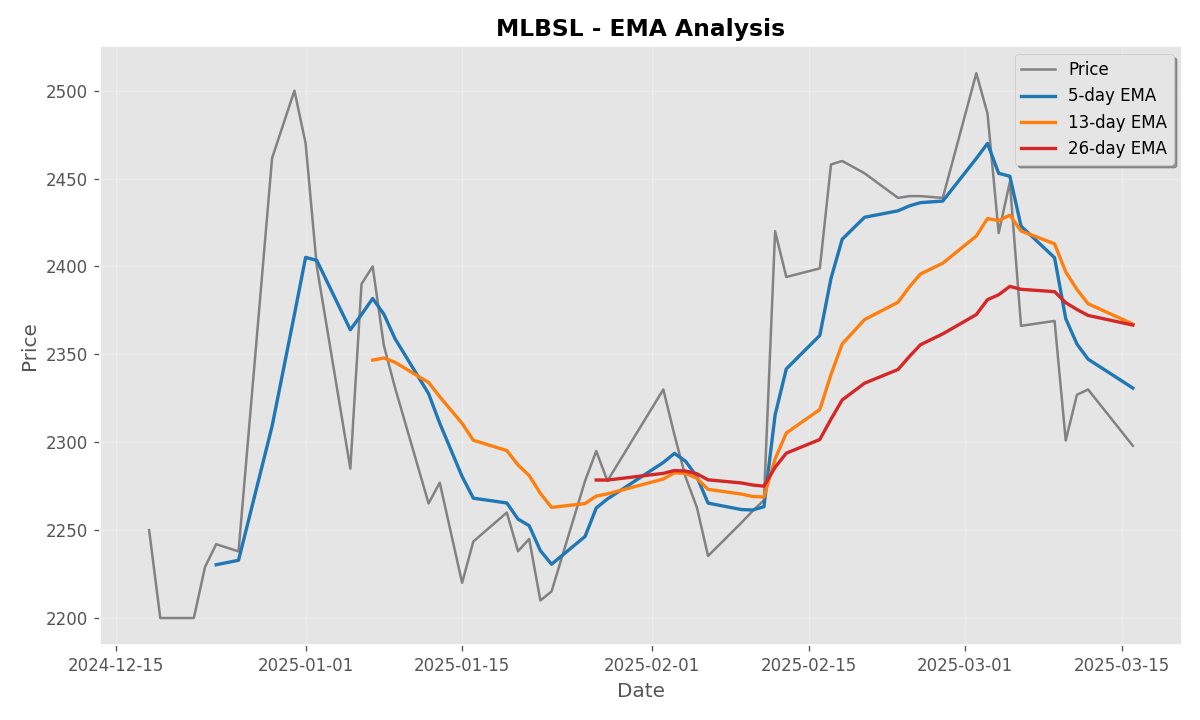 MLBSL - EMA Analysis
Price
5-day EMA
13-day EMA
26-day EMA
Price
2500
2450
2400
2350
2300
2250
2200
2024-12-15
2025-01-01
2025-01-15
2025-02-01
2025-02-15
2025-03-01
2025-03-15
Date